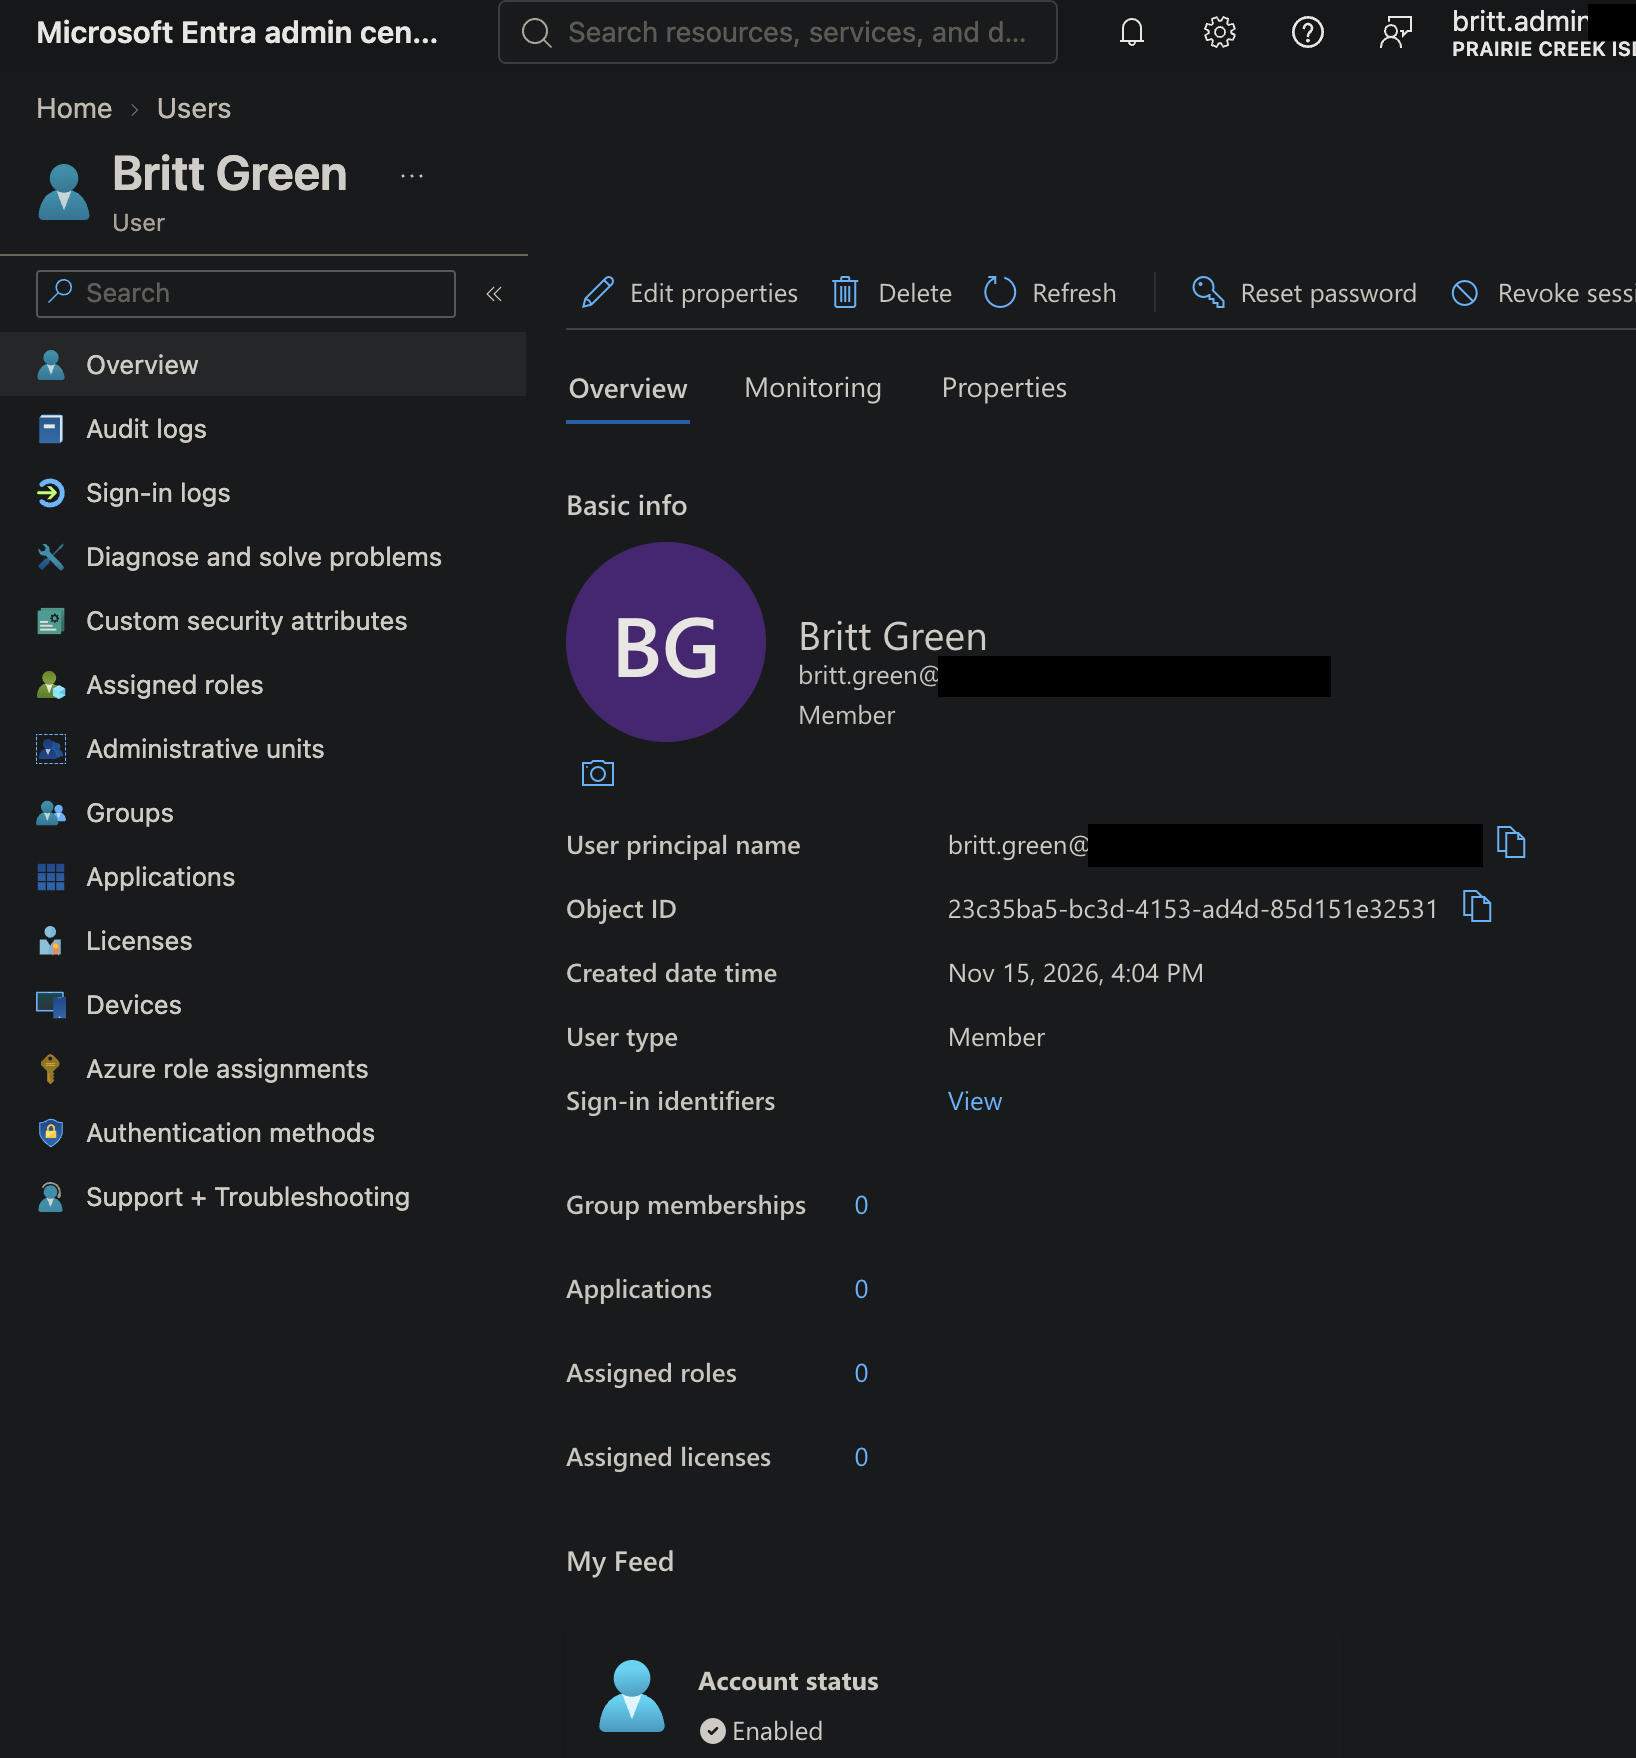 Microsoft Entra admin cen...
Search resources, services, and d...
britt.admin
PRAIRIE CREEK
Home > Users
Britt Green ...
User
Search
«
Edit properties Delete Refresh Reset password Revoke sessi
Overview
Audit logs
Sign-in logs
Diagnose and solve problems
Custom security attributes
Assigned roles
Administrative units
Groups
Applications
Licenses
Devices
Azure role assignments
Authentication methods
Support + Troubleshooting
Overview Monitoring Properties
Basic info
BG
Britt Green
britt.green@
Member
User principal name britt.green@
Object ID 23c35ba5-bc3d-4153-ad4d-85d151e32531
Created date time Nov 15, 2026, 4:04 PM
User type Member
Sign-in identifiers View
Group memberships 0
Applications 0
Assigned roles 0
Assigned licenses 0
My Feed
Account status
Enabled